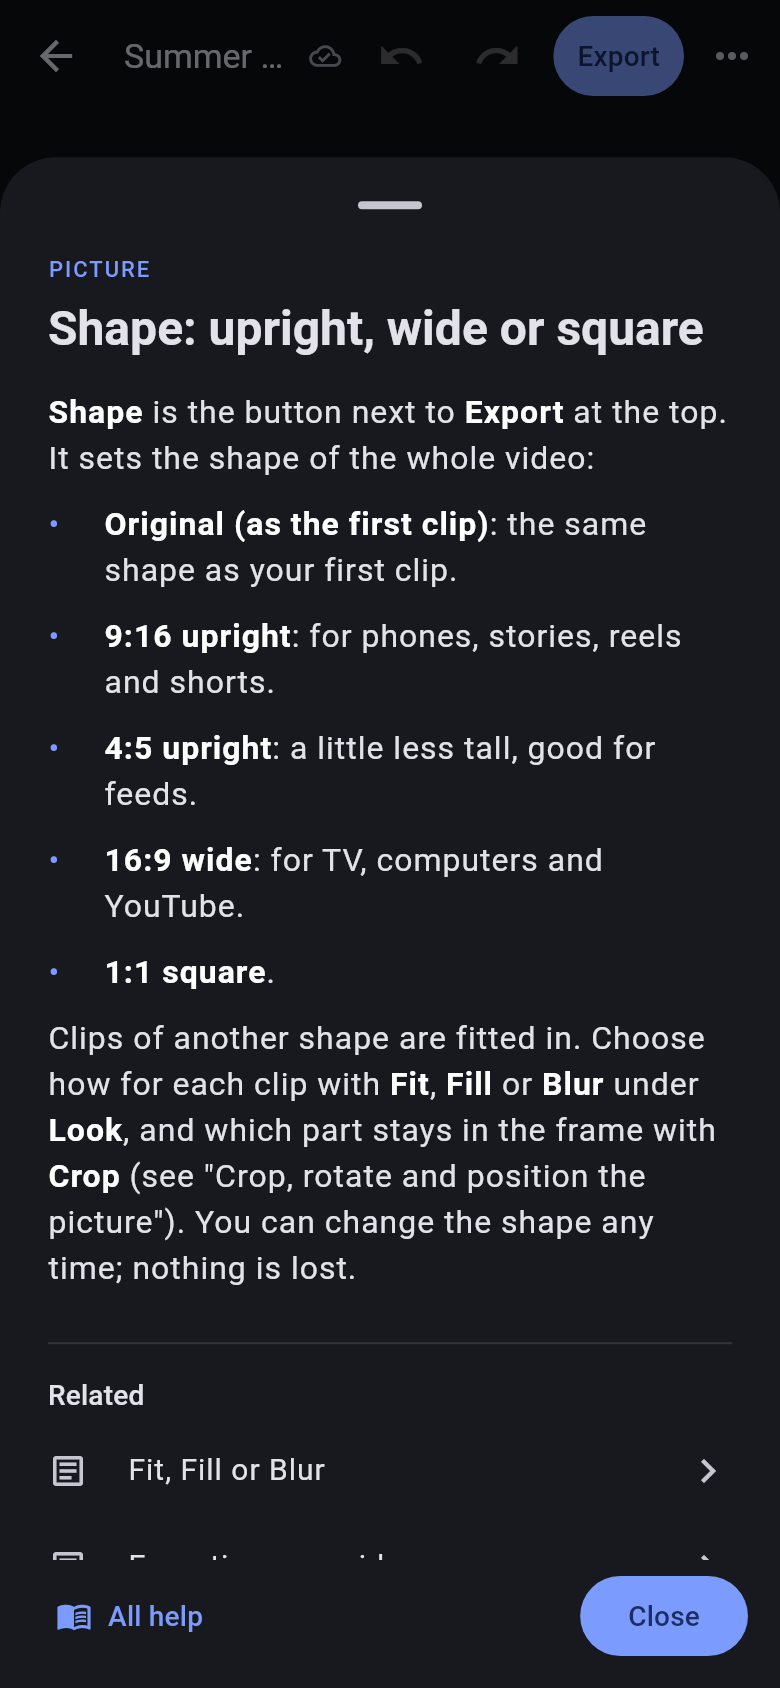 Summer ...
Export
PICTURE
Shape: upright, wide or square
Shape is the button next to Export at the top.
It sets the shape of the whole video:
• Original (as the first clip): the same
shape as your first clip.
• 9:16 upright: for phones, stories, reels
and shorts.
• 4:5 upright: a little less tall, good for
feeds.
• 16:9 wide: for TV, computers and
YouTube.
• 1:1 square.
Clips of another shape are fitted in. Choose
how for each clip with Fit, Fill or Blur under
Look, and which part stays in the frame with
Crop (see "Crop, rotate and position the
picture"). You can change the shape any
time; nothing is lost.
Related
Fit, Fill or Blur
All help
Close